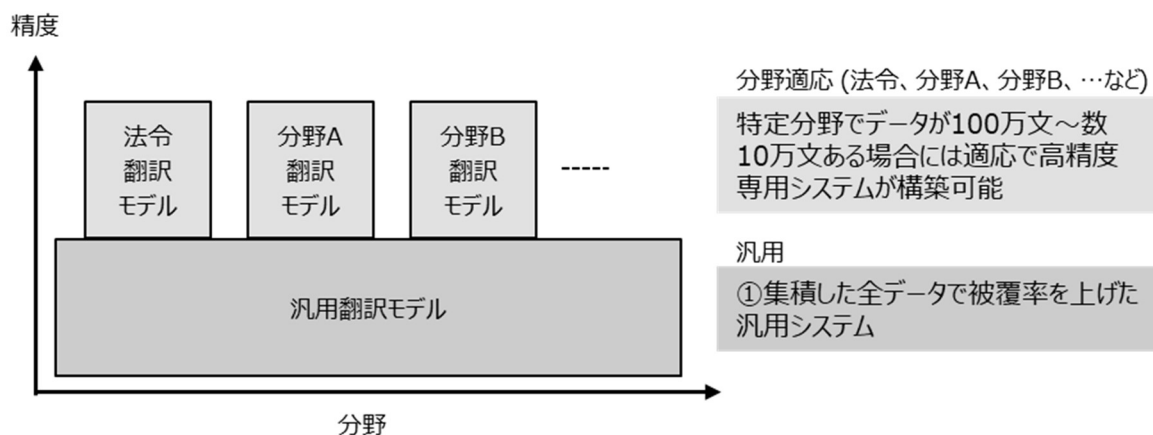 精度
法令
翻訳
モデル
分野A
翻訳
モデル
分野B
翻訳
モデル
-----
汎用翻訳モデル
分野
分野適応 (法令、分野A、分野B、…など)
特定分野でデータが100万文～数
10万文ある場合には適応で高精度
専用システムが構築可能
汎用
①集積した全データで被覆率を上げた
汎用システム